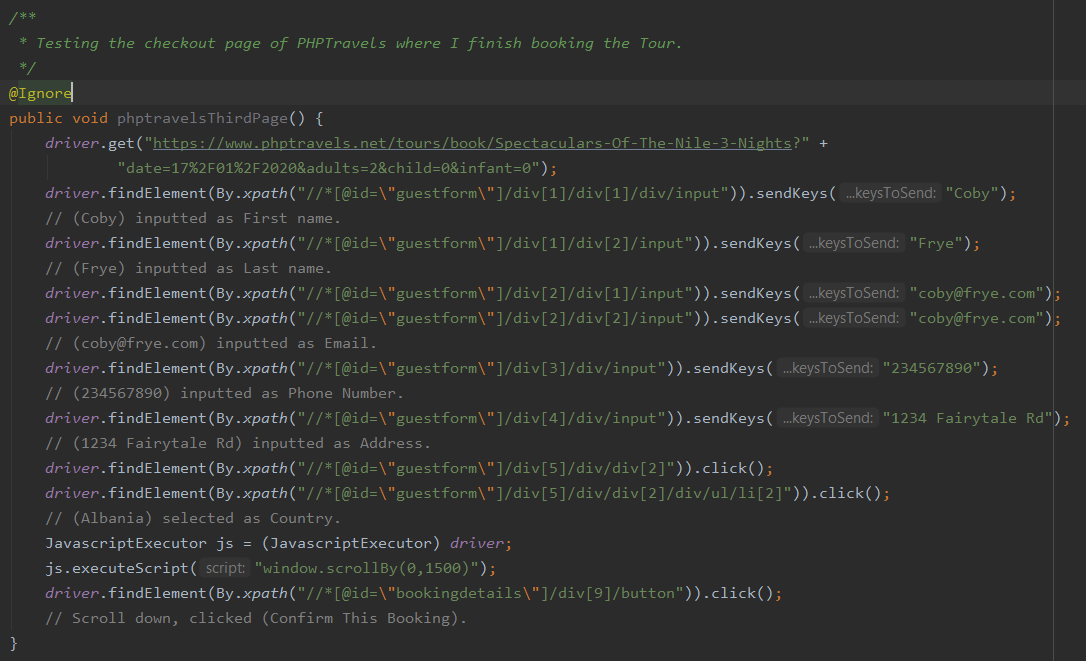 /**
 * Testing the checkout page of PHPTravels where I finish booking the Tour.
 */
@Ignore
public void phptravelsThirdPage() {
    driver.get("https://www.phptravels.net/tours/book/Spectaculars-Of-The-Nile-3-Nights?" +
            "date=17%2F01%2F2020&adults=2&child=0&infant=0");
    driver.findElement(By.xpath("//*[@id=\"guestform\"]/div[1]/div[1]/div/input")).sendKeys( ...keysToSend: "Coby");
    // (Coby) inputted as First name.
    driver.findElement(By.xpath("//*[@id=\"guestform\"]/div[1]/div[2]/input")).sendKeys( ...keysToSend: "Frye");
    // (Frye) inputted as Last name.
    driver.findElement(By.xpath("//*[@id=\"guestform\"]/div[2]/div[1]/input")).sendKeys( ...keysToSend: "coby@frye.com");
    driver.findElement(By.xpath("//*[@id=\"guestform\"]/div[2]/div[2]/input")).sendKeys( ...keysToSend: "coby@frye.com");
    // (coby@frye.com) inputted as Email.
    driver.findElement(By.xpath("//*[@id=\"guestform\"]/div[3]/div/input")).sendKeys( ...keysToSend: "234567890");
    // (234567890) inputted as Phone Number.
    driver.findElement(By.xpath("//*[@id=\"guestform\"]/div[4]/div/input")).sendKeys( ...keysToSend: "1234 Fairytale Rd");
    // (1234 Fairytale Rd) inputted as Address.
    driver.findElement(By.xpath("//*[@id=\"guestform\"]/div[5]/div/div[2]")).click();
    driver.findElement(By.xpath("//*[@id=\"guestform\"]/div[5]/div/div[2]/div/ul/li[2]")).click();
    // (Albania) selected as Country.
    JavascriptExecutor js = (JavascriptExecutor) driver;
    js.executeScript( script: "window.scrollBy(0,1500)");
    driver.findElement(By.xpath("//*[@id=\"bookingdetails\"]/div[9]/button")).click();
    // Scroll down, clicked (Confirm This Booking).
}